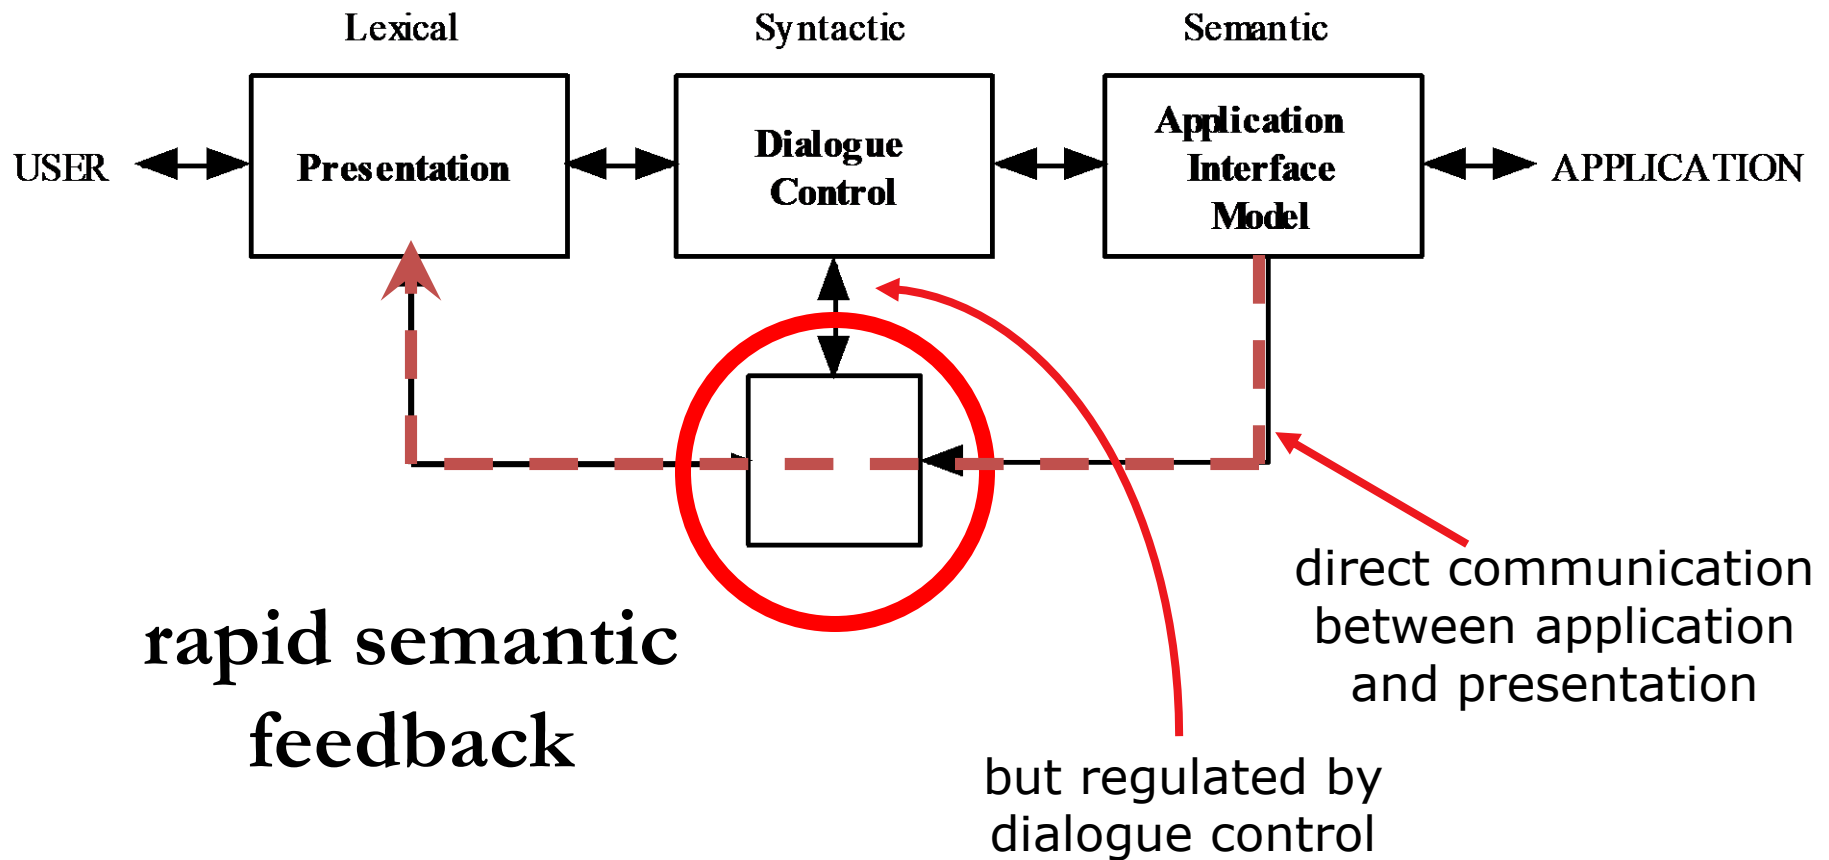 Lexical
Syntactic
Semantic
USER
Presentation
Dialogue
Control
Application
Interface
Model
APPLICATION
rapid semantic
feedback
direct communication
between application
and presentation
but regulated by
dialogue control